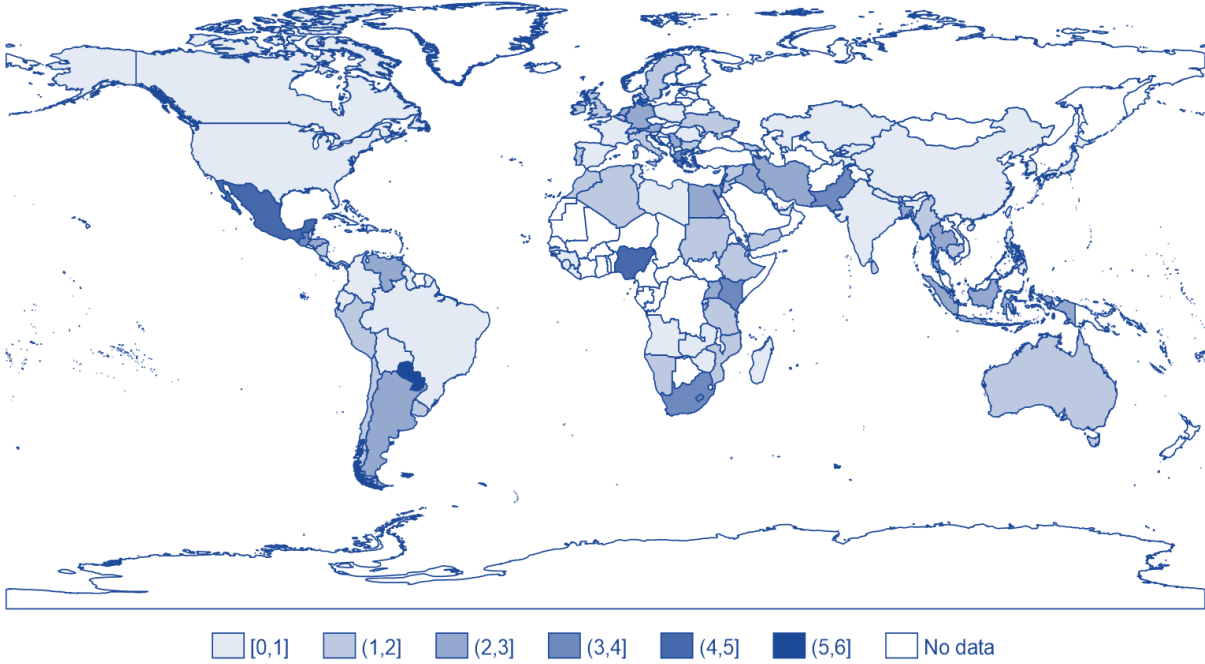 [0,1] (1,2] (2,3] (3,4] (4,5] (5,6] No data